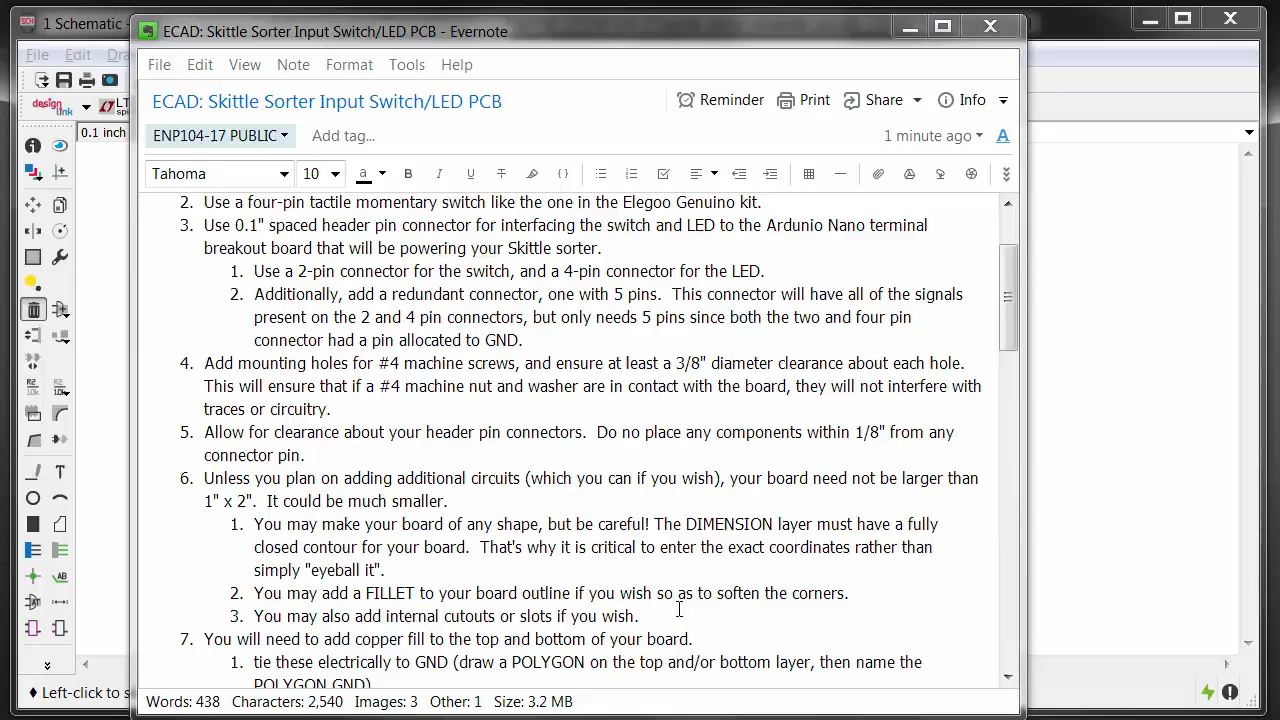 1 Schematic
ECAD: Skittle Sorter Input Switch/LED PCB - Evernote
File Edit Dra
File Edit View Note Format Tools Help
ECAD: Skittle Sorter Input Switch/LED PCB
Reminder Print Share Info
design link LT
0.1 inch
ENP104-17 PUBLIC Add tag... 1 minute ago A
Tahoma 10 a B I U T
2. Use a four-pin tactile momentary switch like the one in the Elegoo Genuino kit.
3. Use 0.1" spaced header pin connector for interfacing the switch and LED to the Ardunio Nano terminal
breakout board that will be powering your Skittle sorter.
1. Use a 2-pin connector for the switch, and a 4-pin connector for the LED.
2. Additionally, add a redundant connector, one with 5 pins. This connector will have all of the signals
present on the 2 and 4 pin connectors, but only needs 5 pins since both the two and four pin
connector had a pin allocated to GND.
4. Add mounting holes for #4 machine screws, and ensure at least a 3/8" diameter clearance about each hole.
This will ensure that if a #4 machine nut and washer are in contact with the board, they will not interfere with
traces or circuitry.
5. Allow for clearance about your header pin connectors. Do no place any components within 1/8" from any
connector pin.
6. Unless you plan on adding additional circuits (which you can if you wish), your board need not be larger than
1" x 2". It could be much smaller.
1. You may make your board of any shape, but be careful! The DIMENSION layer must have a fully
closed contour for your board. That's why it is critical to enter the exact coordinates rather than
simply "eyeball it".
2. You may add a FILLET to your board outline if you wish so as to soften the corners.
3. You may also add internal cutouts or slots if you wish.
7. You will need to add copper fill to the top and bottom of your board.
1. tie these electrically to GND (draw a POLYGON on the top and/or bottom layer, then name the
POLYGON GND)
Left-click to s
Words: 438 Characters: 2,540 Images: 3 Other: 1 Size: 3.2 MB